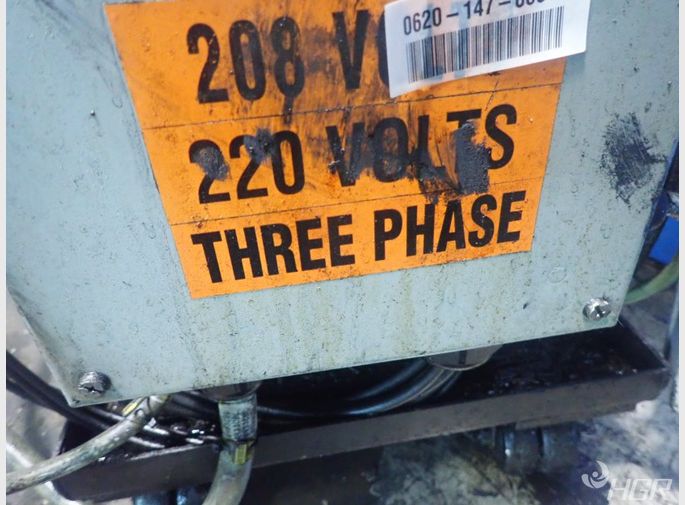 208
0620-147-
220 VOLTS
THREE PHASE
HGR